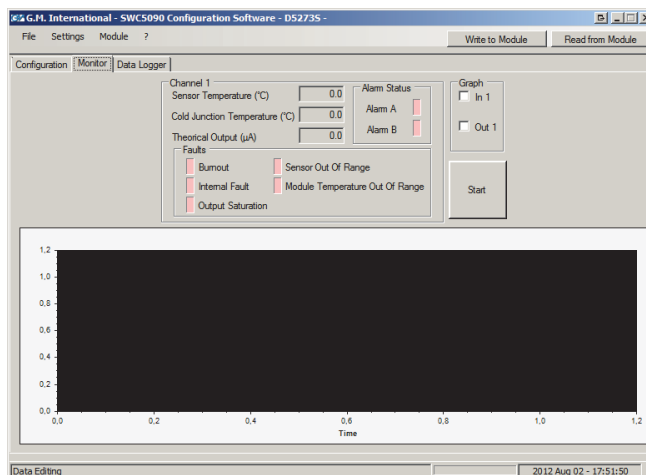 G.M. International - SWC5090 Configuration Software - D5273S -
File Settings Module ?
Write to Module Read from Module
Configuration Monitor Data Logger
Channel 1
Sensor Temperature (°C) 0.0
Cold Junction Temperature (°C) 0.0
Theorical Output (µA) 0.0
Alarm Status
Alarm A
Alarm B
Graph
In 1
Out 1
Faults
Burnout Sensor Out Of Range
Internal Fault Module Temperature Out Of Range
Output Saturation
Start
1,2
1,0
0,8
0,6
0,4
0,2
0,0
0,0 0,2 0,4 0,6 0,8 1,0 1,2
Time
Data Editing 2012 Aug 02 - 17:51:50